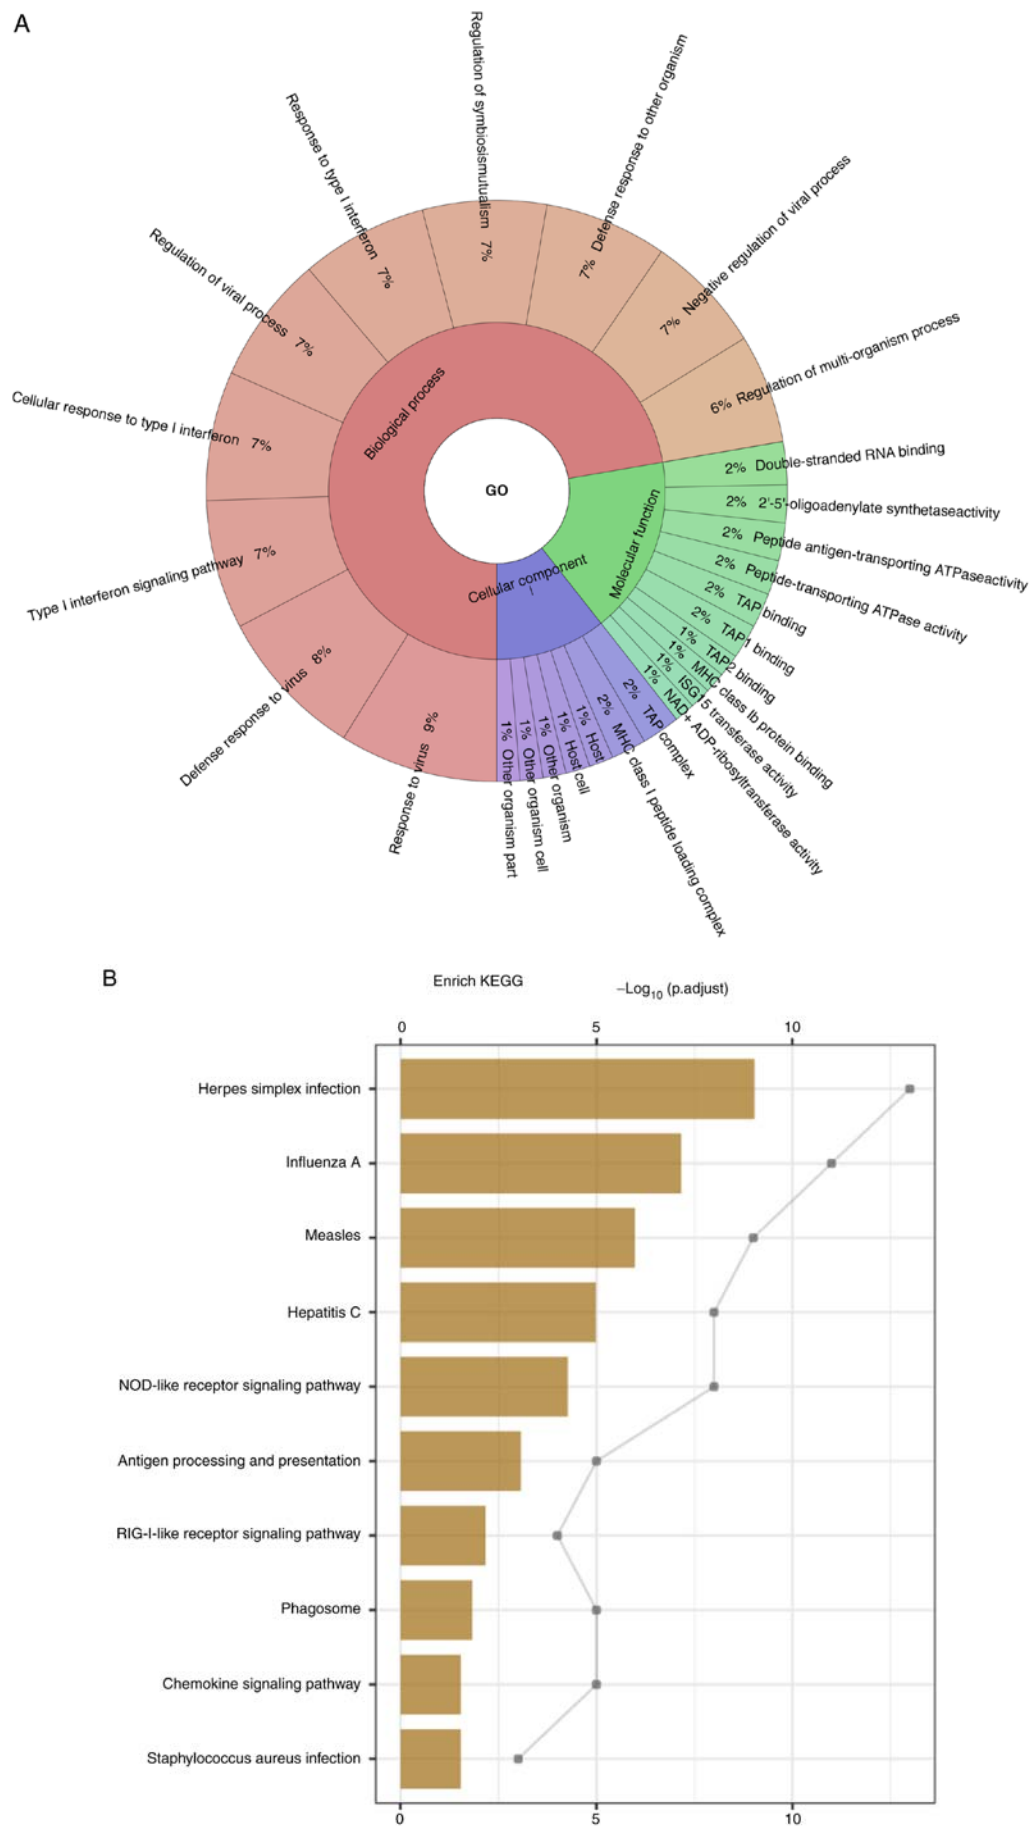 A
Regulation of symbiosismutualism 7%
7% Defense response to other organism
Response to type I interferon 7%
7% Negative regulation of viral process
Regulation of viral process 7%
6% Regulation of multi-organism process
Cellular response to type I interferon 7%
Type I interferon signaling pathway 7%
Defense response to virus 8%
Response to virus 9%
Biological process
GO
Molecular function
Cellular component
2% Double-stranded RNA binding
2% 2'-5'-oligoadenylate synthetaseactivity
2% Peptide antigen-transporting ATPaseactivity
2% Peptide-transporting ATPase activity
2% TAP binding
2% TAP1 binding
1% TAP2 binding
1% MHC class Ib protein binding
1% ISG15 transferase activity
1% NAD+ ADP-ribosyltransferase activity
2% TAP complex
2% MHC class I peptide loading complex
1% Host
1% Host cell
1% Other organism
1% Other organism cell
1% Other organism part
B
Enrich KEGG
–Log10 (p.adjust)
0 5 10
Herpes simplex infection
Influenza A
Measles
Hepatitis C
NOD-like receptor signaling pathway
Antigen processing and presentation
RIG-I-like receptor signaling pathway
Phagosome
Chemokine signaling pathway
Staphylococcus aureus infection
0 5 10